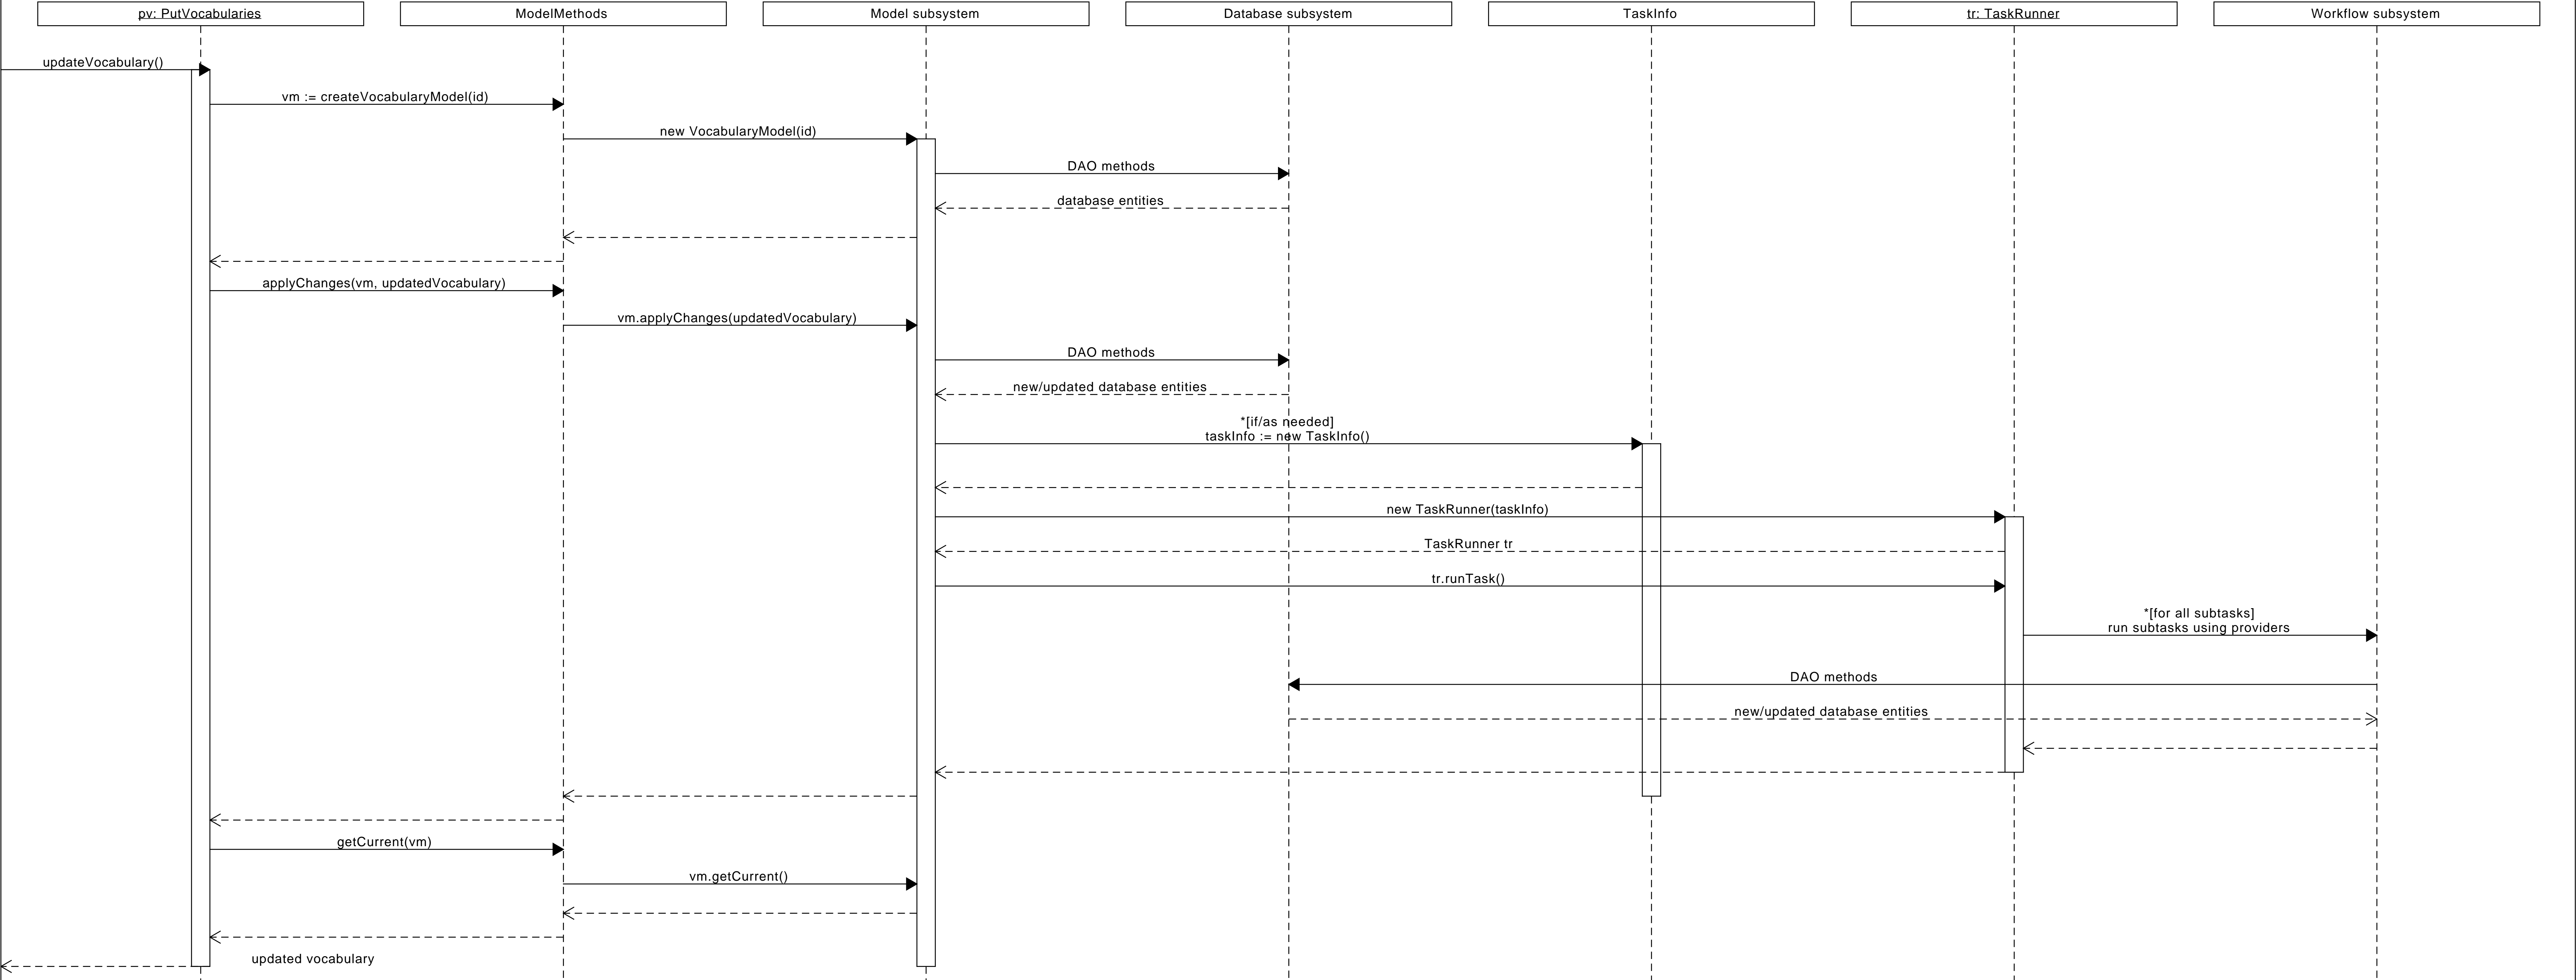 pv: PutVocabularies
ModelMethods
Model subsystem
Database subsystem
TaskInfo
tr: TaskRunner
Workflow subsystem
updateVocabulary()
vm := createVocabularyModel(id)
new VocabularyModel(id)
DAO methods
database entities
applyChanges(vm, updatedVocabulary)
vm.applyChanges(updatedVocabulary)
DAO methods
new/updated database entities
*[if/as needed]
taskInfo := new TaskInfo()
new TaskRunner(taskInfo)
TaskRunner tr
tr.runTask()
*[for all subtasks]
run subtasks using providers
DAO methods
new/updated database entities
getCurrent(vm)
vm.getCurrent()
updated vocabulary